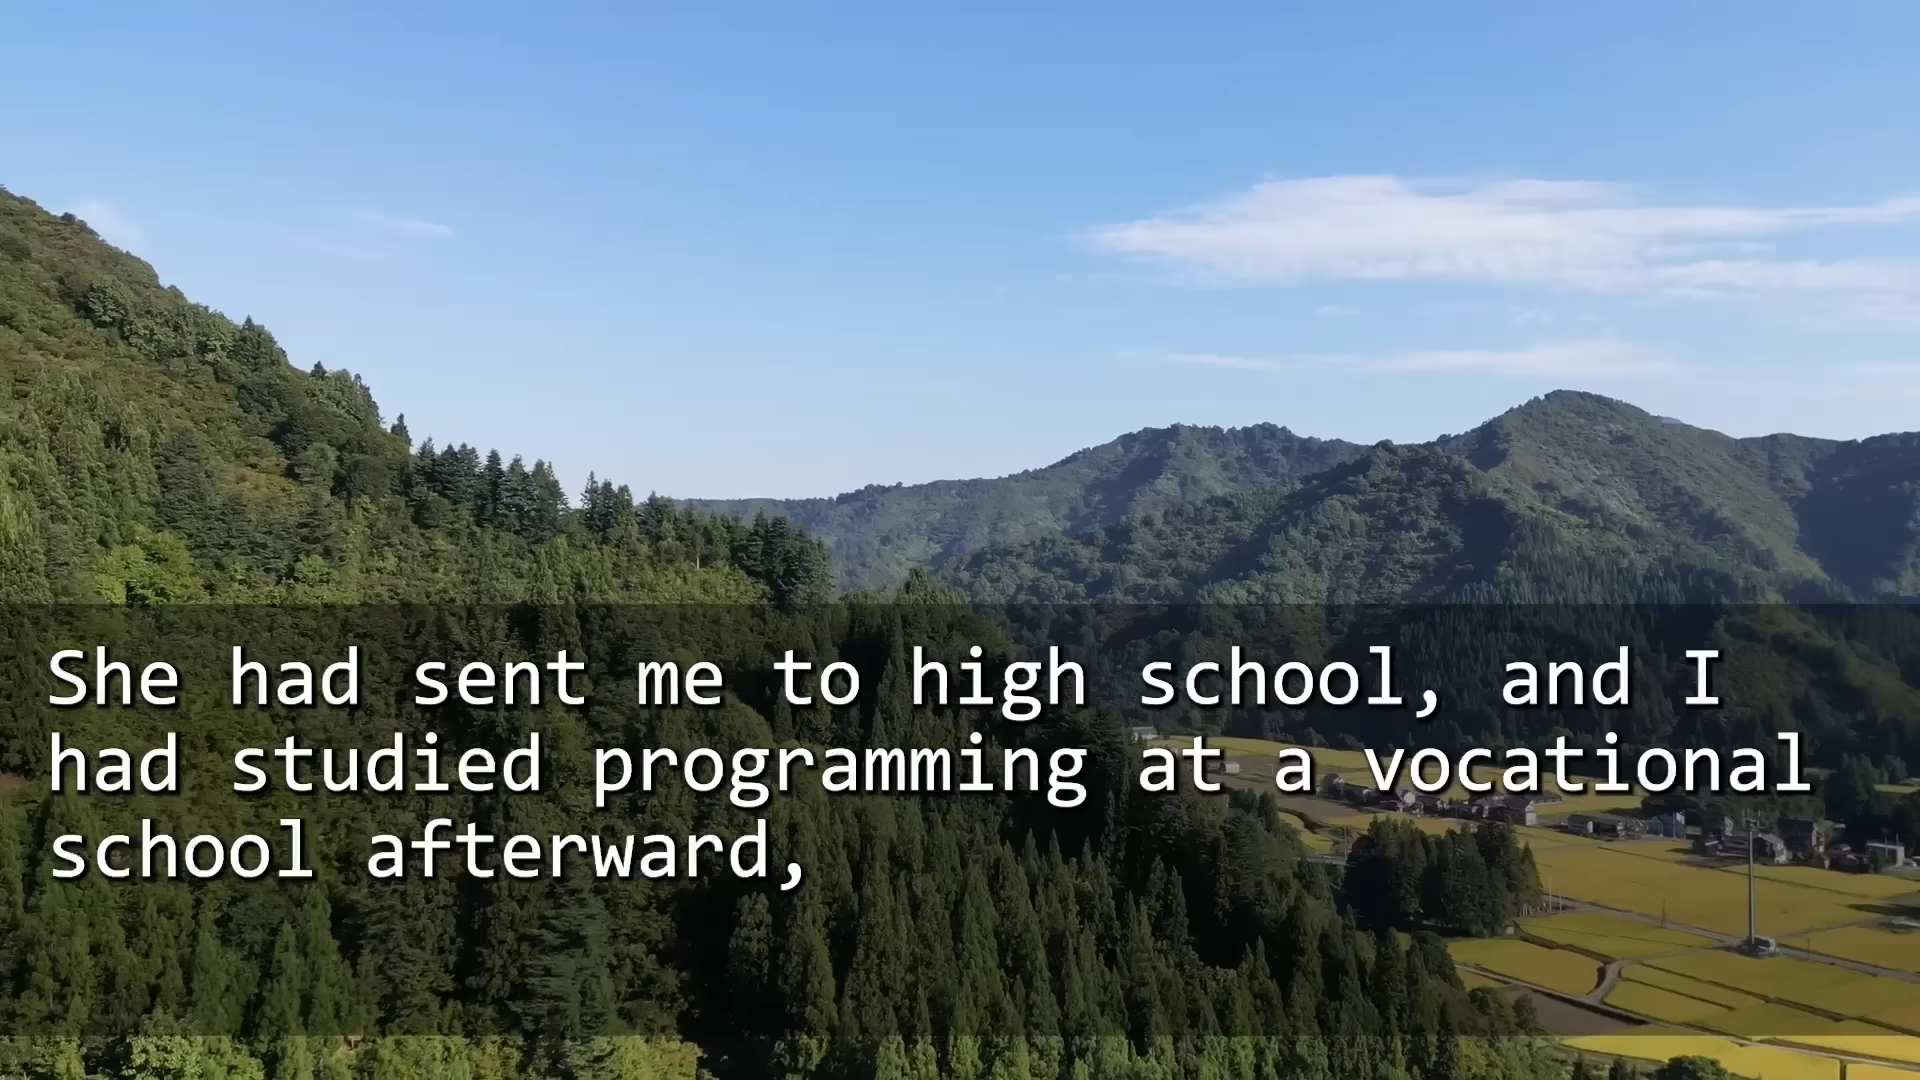 She had sent me to high school, and I
had studied programming at a vocational
school afterward,